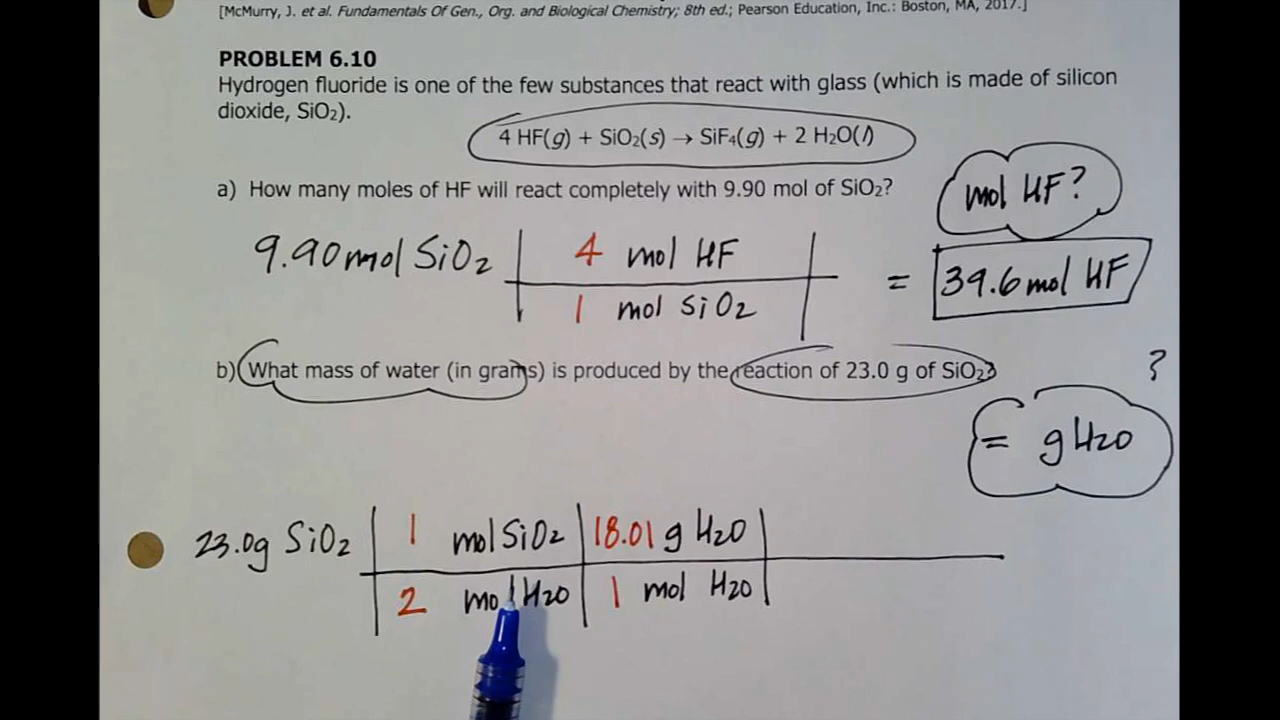 [McMurry, J. et al. Fundamentals Of Gen., Org. and Biological Chemistry; 8th ed.; Pearson Education, Inc.: Boston, MA, 2017.]
PROBLEM 6.10
Hydrogen fluoride is one of the few substances that react with glass (which is made of silicon
dioxide, SiO₂).
4 HF(g) + SiO₂(s) → SiF₄(g) + 2 H₂O(l)
a) How many moles of HF will react completely with 9.90 mol of SiO₂?
mol HF?
9.90 mol SiO₂ | 4 mol HF
1 mol SiO₂
= 39.6 mol HF
b) What mass of water (in grams) is produced by the reaction of 23.0 g of SiO₂?
?
= g H₂O
23.0g SiO₂ | 1 mol SiO₂ | 18.01 g H₂O |
2 mol H₂O | 1 mol H₂O |